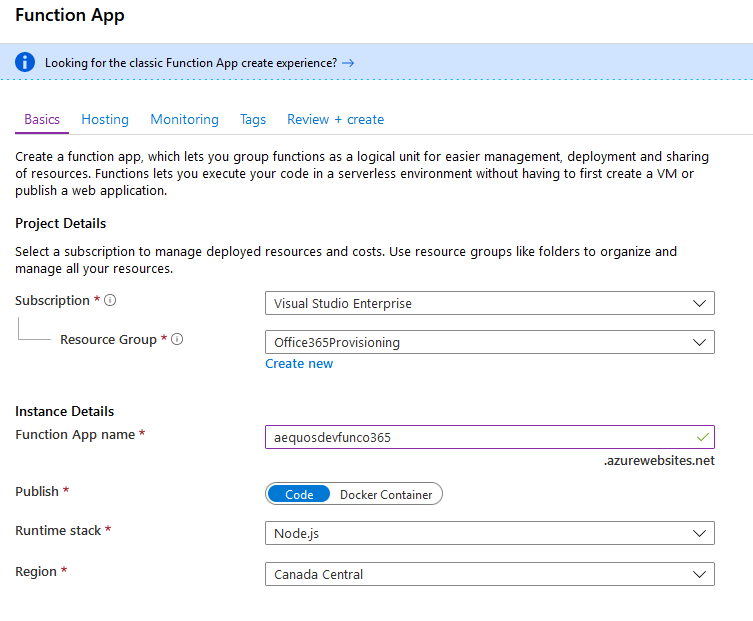 Function App
Looking for the classic Function App create experience? →
Basics Hosting Monitoring Tags Review + create
Create a function app, which lets you group functions as a logical unit for easier management, deployment and sharing
of resources. Functions lets you execute your code in a serverless environment without having to first create a VM or
publish a web application.
Project Details
Select a subscription to manage deployed resources and costs. Use resource groups like folders to organize and
manage all your resources.
Subscription * Visual Studio Enterprise
Resource Group * Office365Provisioning
Create new
Instance Details
Function App name * aequosdevfunco365
.azurewebsites.net
Publish * Code Docker Container
Runtime stack * Node.js
Region * Canada Central